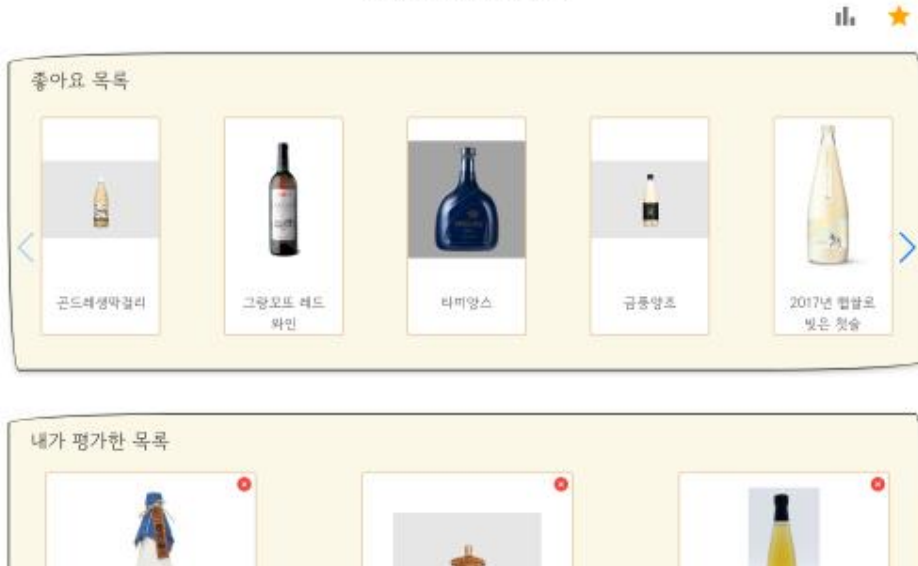 좋아요 목록
곤드레생막걸리
그랑꼬또 레드
와인
타미앙스
금풍양조
2017년 햅쌀로
빚은 첫술
내가 평가한 목록